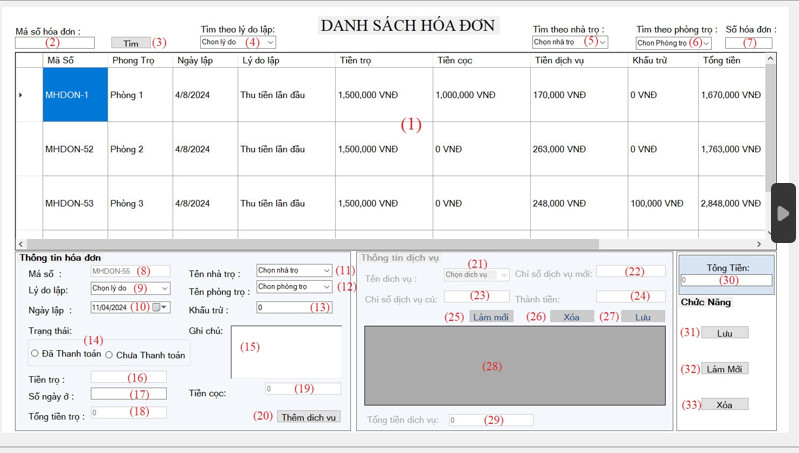 DANH SÁCH HÓA ĐƠN
Mã số hóa đơn :
(2)
Tìm
(3)
Tìm theo lý do lập:
Chọn lý do
(4)
Tìm theo nhà trọ :
Chọn nhà trọ
(5)
Tìm theo phòng trọ :
Chọn Phòng trọ
(6)
Số hóa đơn :
(7)
Mã Số Phòng Trọ Ngày lập Lý do lập Tiền trọ Tiền cọc Tiền dịch vụ Khấu trừ Tổng tiền
MHDON-1 Phòng 1 4/8/2024 Thu tiền lần đầu 1,500,000 VNĐ 1,000,000 VNĐ 170,000 VNĐ 0 VNĐ 1,670,000 VNĐ
(1)
MHDON-52 Phòng 2 4/8/2024 Thu tiền lần đầu 1,500,000 VNĐ 0 VNĐ 263,000 VNĐ 0 VNĐ 1,763,000 VNĐ
MHDON-53 Phòng 3 4/8/2024 Thu tiền lần đầu 1,500,000 VNĐ 0 VNĐ 248,000 VNĐ 100,000 VNĐ 2,848,000 VNĐ
Thông tin hóa đơn
Mã số :
MHDON-55 (8)
Lý do lập:
Chọn lý do (9)
Ngày lập :
11/04/2024 (10)
Trạng thái:
(14)
Đã Thanh toán
Chưa Thanh toán
Tiền trọ :
(16)
Số ngày ở :
(17)
Tổng tiền trọ :
0 (18)
Tên nhà trọ :
Chọn nhà trọ
(11)
Tên phòng trọ :
Chọn phòng trọ
(12)
Khấu trừ :
0 (13)
Ghi chú:
(15)
Tiền cọc:
0 (19)
(20)
Thêm dịch vụ
Thông tin dịch vụ
(21)
Tên dịch vụ :
Chọn dịch vụ
Chỉ số dịch vụ mới:
(22)
Chỉ số dịch vụ cũ:
(23)
Thành tiền:
(24)
(25)
Làm mới
(26)
Xóa
(27)
Lưu
(28)
Tổng tiền dịch vụ:
0 (29)
Tổng Tiền:
0 (30)
Chức Năng
(31)
Lưu
(32)
Làm Mới
(33)
Xóa